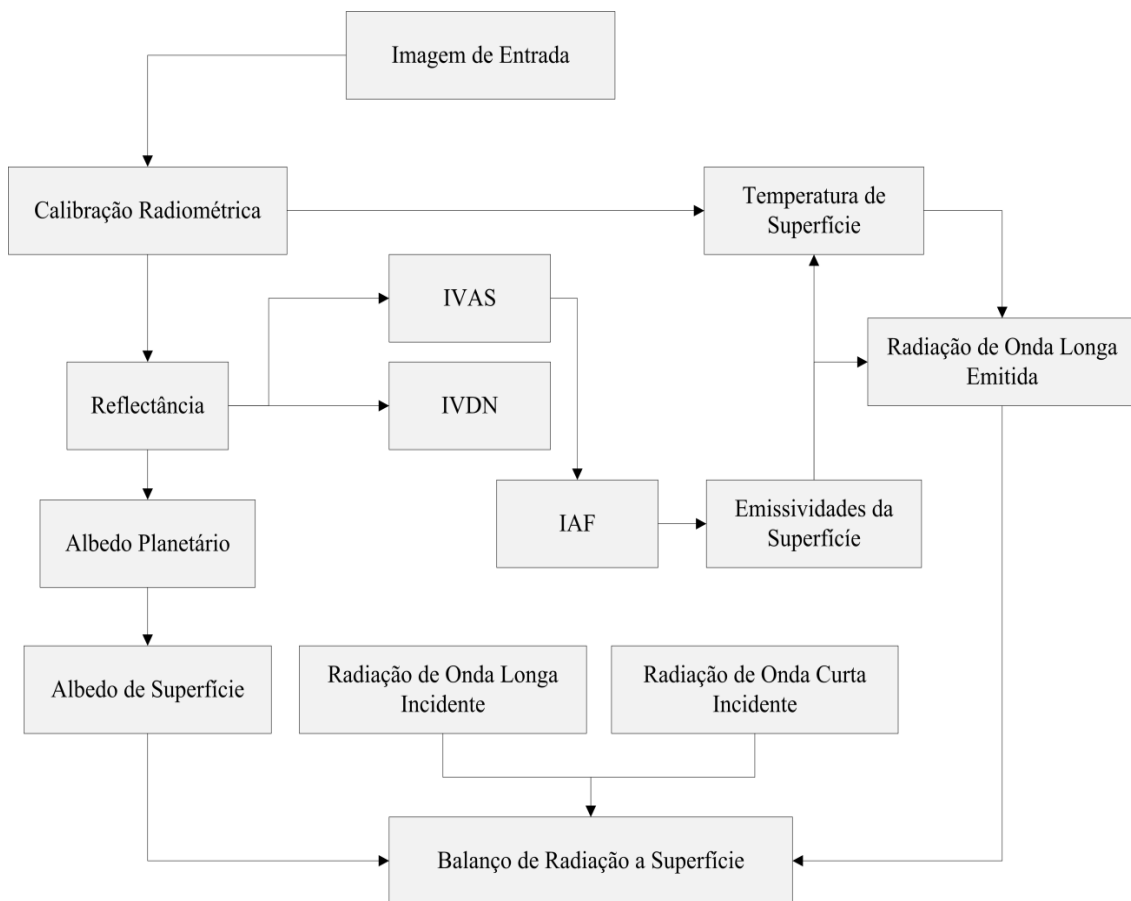 Imagem de Entrada
Calibração Radiométrica
Temperatura de
Superfície
IVAS
Radiação de Onda Longa
Emitida
Reflectância
IVDN
Albedo Planetário
IAF
Emissividades da
Superfícíe
Albedo de Superfície
Radiação de Onda Longa
Incidente
Radiação de Onda Curta
Incidente
Balanço de Radiação a Superfície